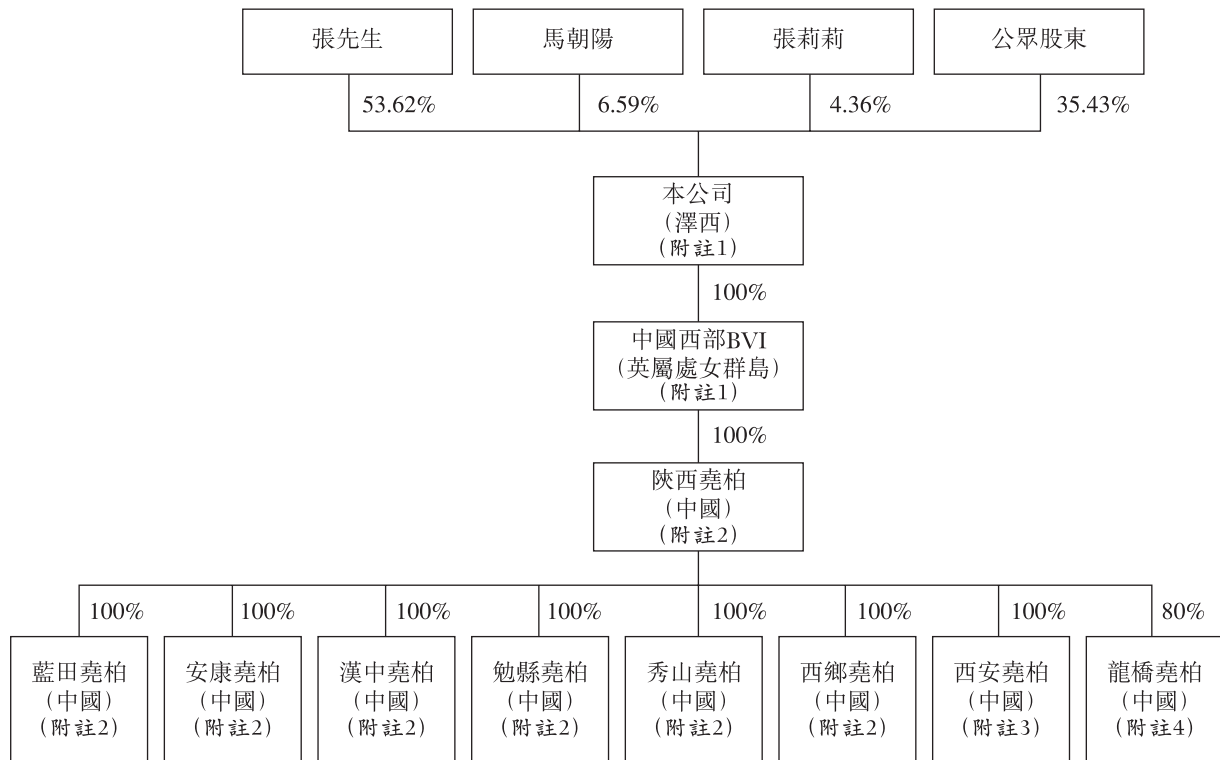 張先生
馬朝陽
張莉莉
公眾股東
53.62%
6.59%
4.36%
35.43%
本公司
(澤西)
(附註1)
100%
中國西部BVI
(英屬處女群島)
(附註1)
100%
陝西堯柏
(中國)
(附註2)
100%
100%
100%
100%
100%
100%
100%
80%
藍田堯柏
(中國)
(附註2)
安康堯柏
(中國)
(附註2)
漢中堯柏
(中國)
(附註2)
勉縣堯柏
(中國)
(附註2)
秀山堯柏
(中國)
(附註2)
西鄉堯柏
(中國)
(附註2)
西安堯柏
(中國)
(附註3)
龍橋堯柏
(中國)
(附註4)